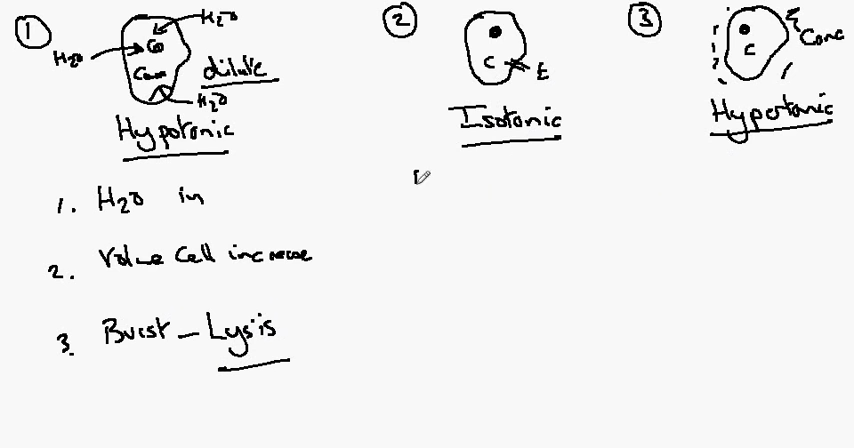 1
H2O
H2O
Conc
dilute
H2O
Hypotonic
1. H2O in
2. Volume Cell increase
3. Burst - Lysis
2
C = E
Isotonic
3
C
Conc
Hypertonic